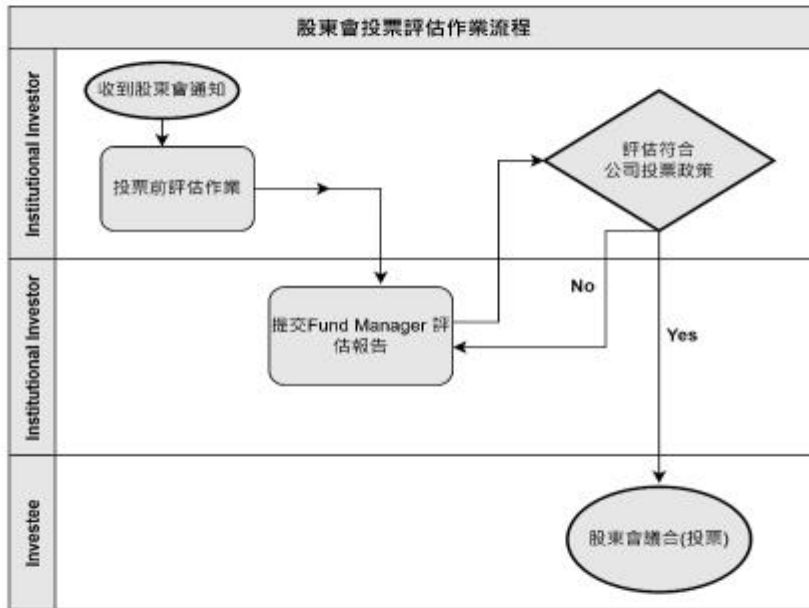 股東會投票評估作業流程
Institutional Investor
收到股東會通知
投票前評估作業
評估符合
公司投票政策
Institutional Investor
提交Fund Manager 評
估報告
No
Yes
Investee
股東會議合(投票)